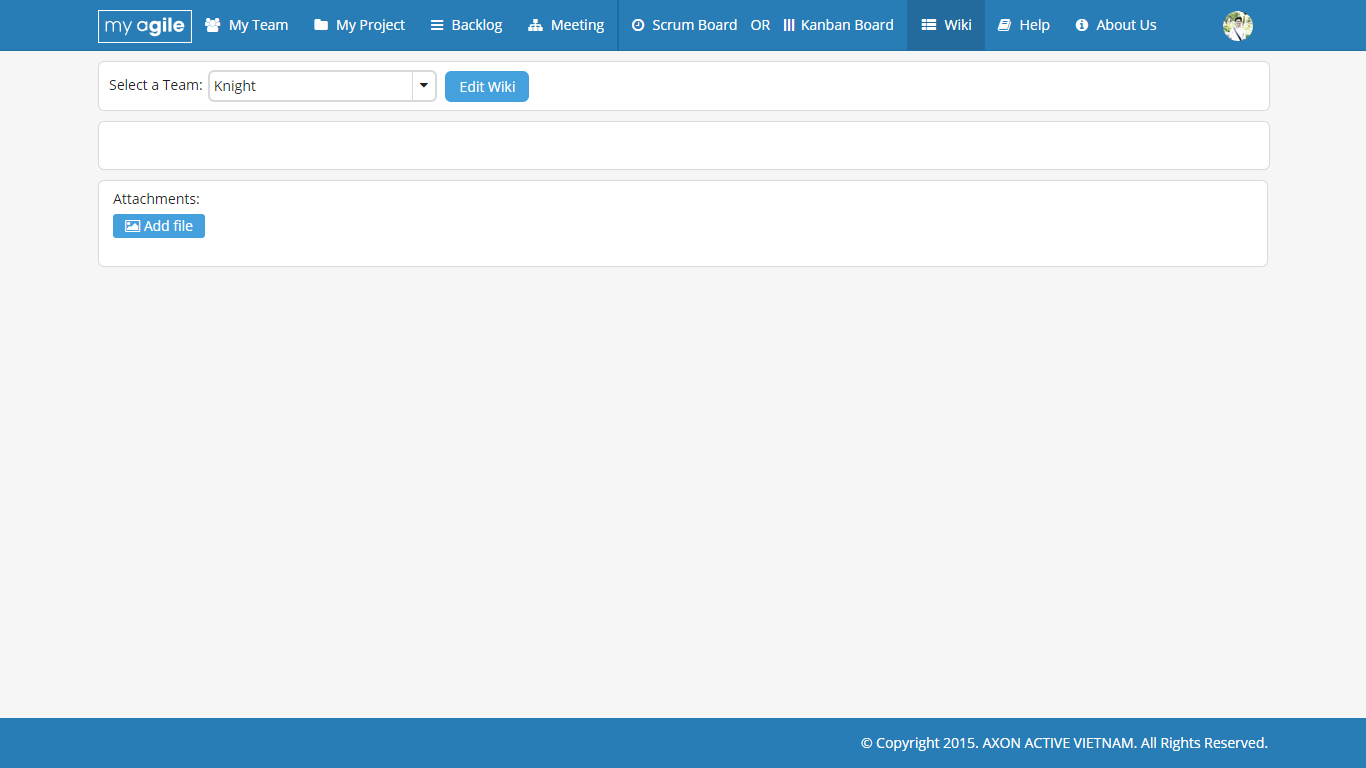 my agile My Team My Project Backlog Meeting Scrum Board OR Kanban Board Wiki Help About Us
Select a Team: Knight Edit Wiki
Attachments:
Add file
© Copyright 2015. AXON ACTIVE VIETNAM. All Rights Reserved.